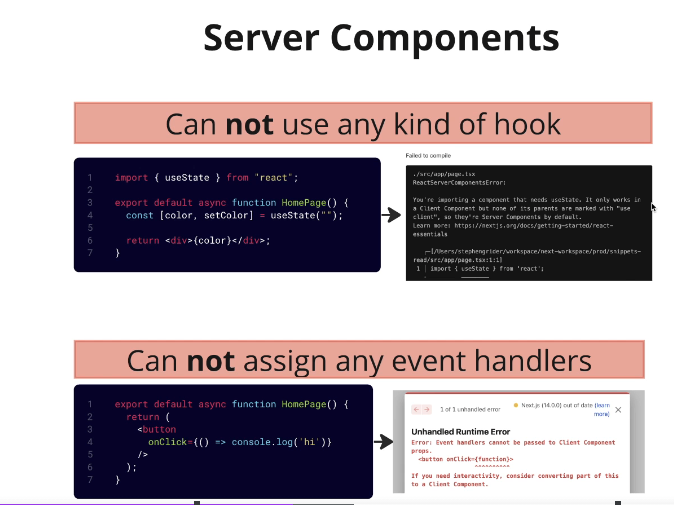 Server Components
Can not use any kind of hook
1 import { useState } from "react";
2
3 export default async function HomePage() {
4 const [color, setColor] = useState("");
5
6 return <div>{color}</div>;
7 }
Failed to compile
./src/app/page.tsx
ReactServerComponentsError:
You're importing a component that needs useState. It only works in
a Client Component but none of its parents are marked with "use
client", so they're Server Components by default.
Learn more: https://nextjs.org/docs/getting-started/react-
essentials
╭─[/Users/stephengrider/workspace/next-workspace/prod/snippets-
read/src/app/page.tsx:1:1]
1 │ import { useState } from 'react';
Can not assign any event handlers
1 export default async function HomePage() {
2 return (
3 <button
4 onClick={() => console.log('hi')}
5 />
6 );
7 }
1 of 1 unhandled error
Next.js (14.0.0) out of date (learn
more)
Unhandled Runtime Error
Error: Event handlers cannot be passed to Client Component
props.
<button onClick={function}>
^^^^^^^^^^
If you need interactivity, consider converting part of this
to a Client Component.